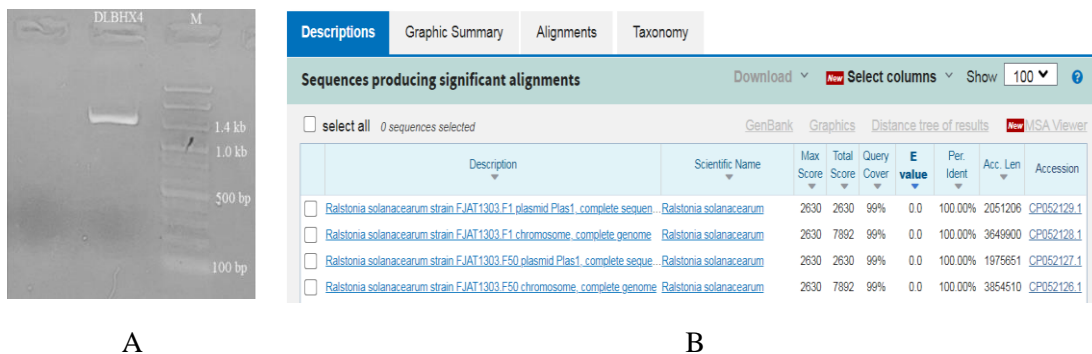 DLBHX4 M
1.4 kb
1.0 kb
500 bp
100 bp
A
Descriptions Graphic Summary Alignments Taxonomy
Sequences producing significant alignments Download New Select columns Show 100 ?
select all 0 sequences selected GenBank Graphics Distance tree of results New MSA Viewer
Description Scientific Name Max Score Total Score Query Cover E value Per. Ident Acc. Len Accession
Ralstonia solanacearum strain FJAT1303.F1 plasmid Plas1, complete sequen... Ralstonia solanacearum 2630 2630 99% 0.0 100.00% 2051206 CP052129.1
Ralstonia solanacearum strain FJAT1303.F1 chromosome, complete genome Ralstonia solanacearum 2630 7892 99% 0.0 100.00% 3649900 CP052128.1
Ralstonia solanacearum strain FJAT1303.F50 plasmid Plas1, complete seque... Ralstonia solanacearum 2630 2630 99% 0.0 100.00% 1975651 CP052127.1
Ralstonia solanacearum strain FJAT1303.F50 chromosome, complete genome Ralstonia solanacearum 2630 7892 99% 0.0 100.00% 3854510 CP052126.1
B